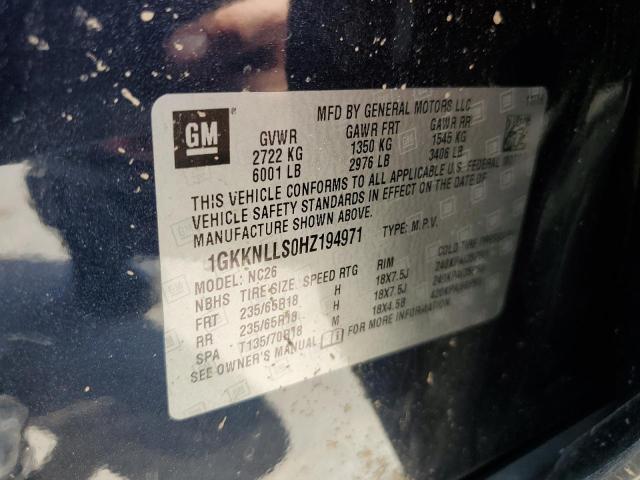 MFD BY GENERAL MOTORS LLC
GM
GVWR GAWR FRT GAWR RR
2722 KG 1350 KG 1545 KG
6001 LB 2976 LB 3406 LB
THIS VEHICLE CONFORMS TO ALL APPLICABLE U.S. FEDERAL
VEHICLE SAFETY STANDARDS IN EFFECT ON THE DATE OF
MANUFACTURE SHOWN ABOVE.
1GKKNLLS0HZ194971 TYPE: M.P.V.
MODEL: NC26
NBHS TIRE SIZE SPEED RTG RIM COLD TIRE
FRT 235/65R18 H 18X7.5J
RR 235/65R18 H 18X7.5J
SPA T135/70R18 M 18X4.5B
SEE OWNER'S MANUAL FOR MORE INFORMATION.